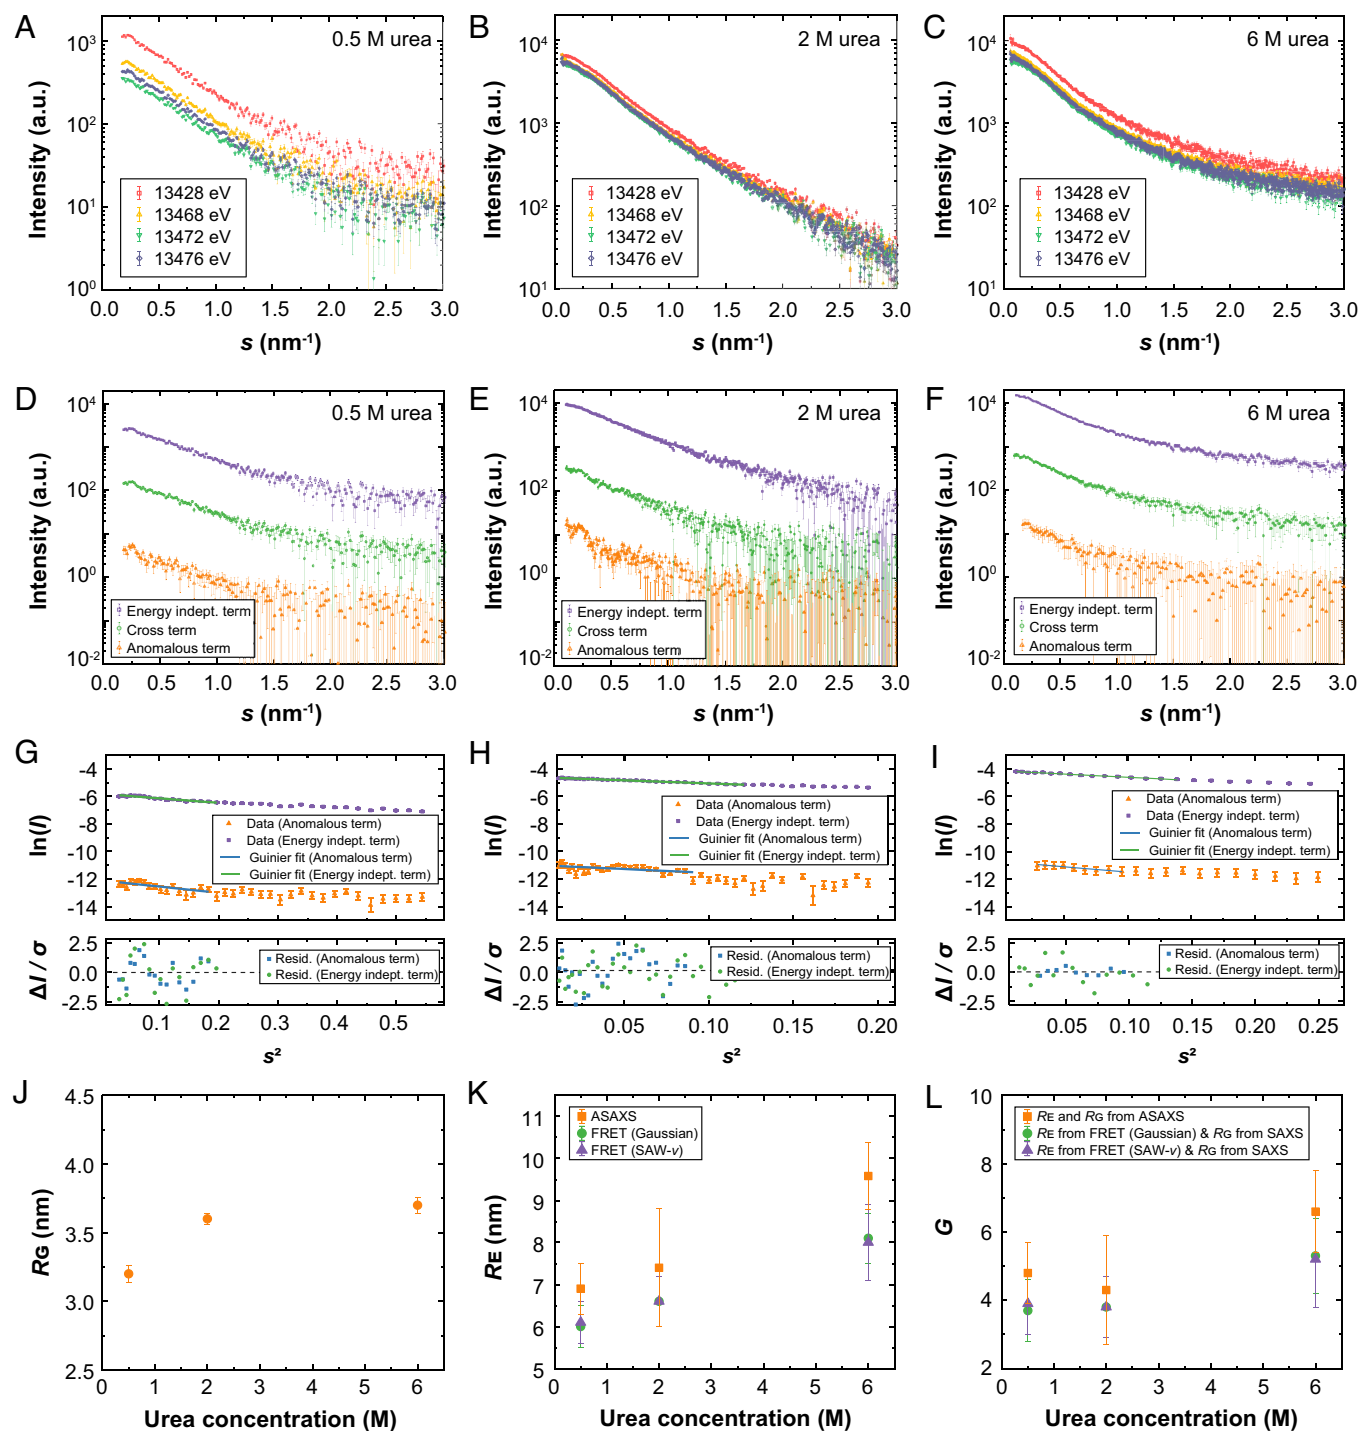 A
0.5 M urea
10³
10²
10¹
10⁰
Intensity (a.u.)
13428 eV
13468 eV
13472 eV
13476 eV
0.0 0.5 1.0 1.5 2.0 2.5 3.0
s (nm⁻¹)
B
2 M urea
10⁴
10³
10²
10¹
Intensity (a.u.)
13428 eV
13468 eV
13472 eV
13476 eV
0.0 0.5 1.0 1.5 2.0 2.5 3.0
s (nm⁻¹)
C
6 M urea
10⁴
10³
10²
10¹
Intensity (a.u.)
13428 eV
13468 eV
13472 eV
13476 eV
0.0 0.5 1.0 1.5 2.0 2.5 3.0
s (nm⁻¹)
D
0.5 M urea
10⁴
10²
10⁰
10⁻²
Intensity (a.u.)
Energy indept. term
Cross term
Anomalous term
0.0 0.5 1.0 1.5 2.0 2.5 3.0
s (nm⁻¹)
E
2 M urea
10⁴
10²
10⁰
10⁻²
Intensity (a.u.)
Energy indept. term
Cross term
Anomalous term
0.0 0.5 1.0 1.5 2.0 2.5 3.0
s (nm⁻¹)
F
6 M urea
10⁴
10²
10⁰
10⁻²
Intensity (a.u.)
Energy indept. term
Cross term
Anomalous term
0.0 0.5 1.0 1.5 2.0 2.5 3.0
s (nm⁻¹)
G
-4
-6
-8
-10
-12
-14
ln(I)
Data (Anomalous term)
Data (Energy indept. term)
Guinier fit (Anomalous term)
Guinier fit (Energy indept. term)
2.5
0.0
-2.5
ΔI / σ
Resid. (Anomalous term)
Resid. (Energy indept. term)
0.1 0.2 0.3 0.4 0.5
s²
H
-4
-6
-8
-10
-12
-14
ln(I)
Data (Anomalous term)
Data (Energy indept. term)
Guinier fit (Anomalous term)
Guinier fit (Energy indept. term)
2.5
0.0
-2.5
ΔI / σ
Resid. (Anomalous term)
Resid. (Energy indept. term)
0.05 0.10 0.15 0.20
s²
I
-4
-6
-8
-10
-12
-14
ln(I)
Data (Anomalous term)
Data (Energy indept. term)
Guinier fit (Anomalous term)
Guinier fit (Energy indept. term)
2.5
0.0
-2.5
ΔI / σ
Resid. (Anomalous term)
Resid. (Energy indept. term)
0.05 0.10 0.15 0.20 0.25
s²
J
4.5
4.0
3.5
3.0
2.5
RG (nm)
0 1 2 3 4 5 6
Urea concentration (M)
K
11
10
9
8
7
6
5
RE (nm)
ASAXS
FRET (Gaussian)
FRET (SAW-ν)
0 1 2 3 4 5 6
Urea concentration (M)
L
10
8
6
4
2
G
RE and RG from ASAXS
RE from FRET (Gaussian) & RG from SAXS
RE from FRET (SAW-ν) & RG from SAXS
0 1 2 3 4 5 6
Urea concentration (M)